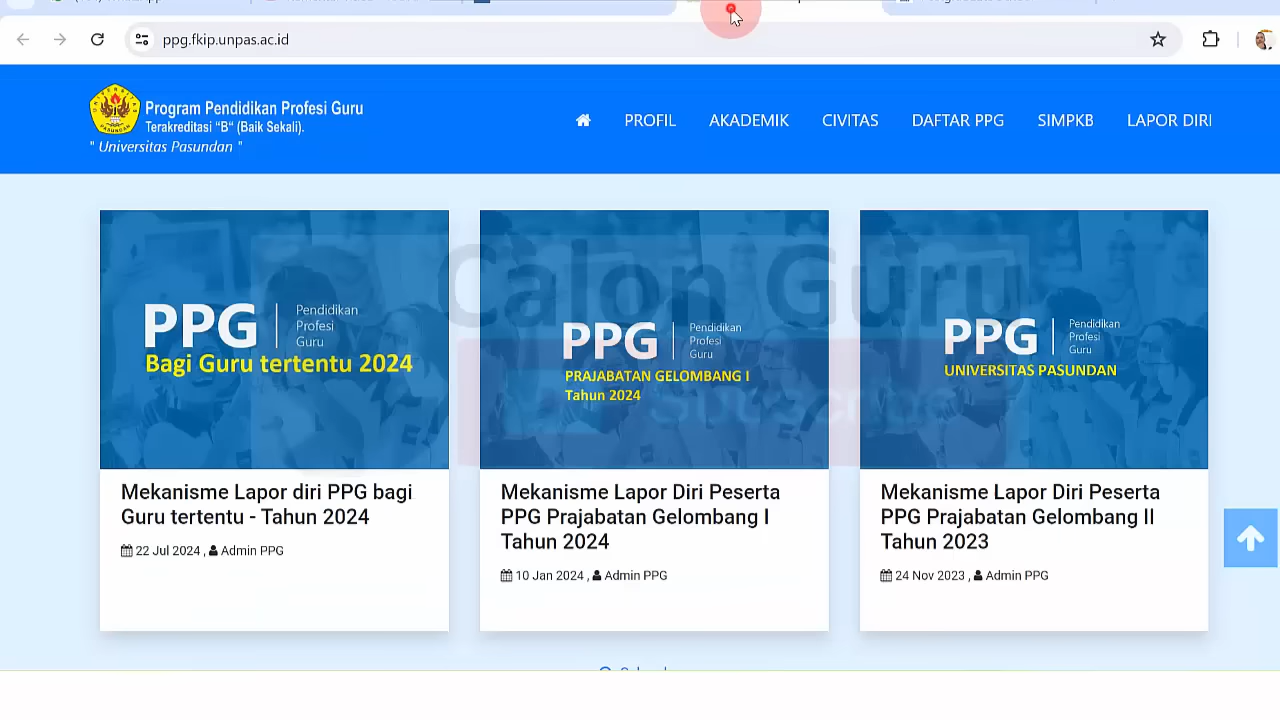 ppg.fkip.unpas.ac.id
Program Pendidikan Profesi Guru
Terakreditasi "B" (Baik Sekali).
" Universitas Pasundan "
PROFIL AKADEMIK CIVITAS DAFTAR PPG SIMPKB LAPOR DIRI
Calon Guru
Subscribe
PPG
Pendidikan
Profesi
Guru
Bagi Guru tertentu 2024
Mekanisme Lapor diri PPG bagi
Guru tertentu - Tahun 2024
22 Jul 2024 , Admin PPG
PPG
Pendidikan
Profesi
Guru
PRAJABATAN GELOMBANG I
Tahun 2024
Mekanisme Lapor Diri Peserta
PPG Prajabatan Gelombang I
Tahun 2024
10 Jan 2024 , Admin PPG
PPG
Pendidikan
Profesi
Guru
UNIVERSITAS PASUNDAN
Mekanisme Lapor Diri Peserta
PPG Prajabatan Gelombang II
Tahun 2023
24 Nov 2023 , Admin PPG